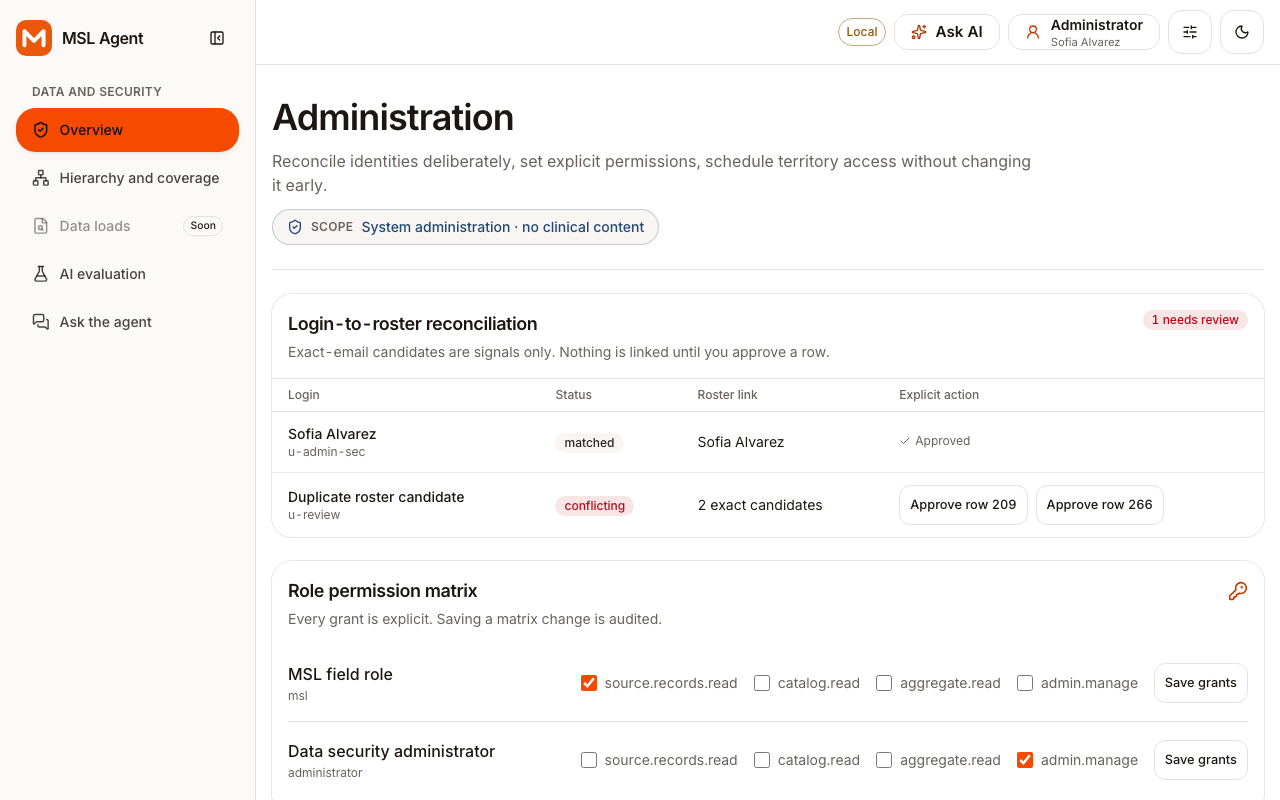 MSL Agent
Local
Ask AI
Administrator
Sofia Alvarez
DATA AND SECURITY
Overview
Hierarchy and coverage
Data loads
Soon
AI evaluation
Ask the agent
Administration
Reconcile identities deliberately, set explicit permissions, schedule territory access without changing
it early.
SCOPE System administration · no clinical content
Login-to-roster reconciliation
1 needs review
Exact-email candidates are signals only. Nothing is linked until you approve a row.
Login Status Roster link Explicit action
Sofia Alvarez
u-admin-sec
matched
Sofia Alvarez
Approved
Duplicate roster candidate
u-review
conflicting
2 exact candidates
Approve row 209
Approve row 266
Role permission matrix
Every grant is explicit. Saving a matrix change is audited.
MSL field role
msl
source.records.read catalog.read aggregate.read admin.manage
Save grants
Data security administrator
administrator
source.records.read catalog.read aggregate.read admin.manage
Save grants